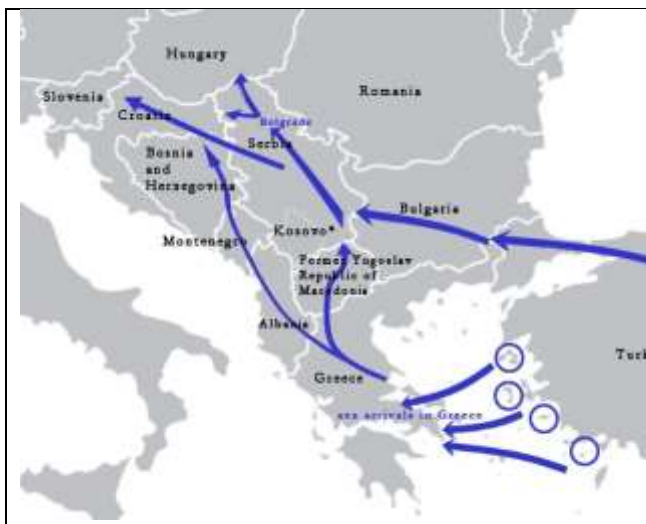 Hungary
Slovenia
Romania
Croatia
Belgrade
Serbia
Bosnia
and
Herzegovina
Bulgaria
Kosovo*
Montenegro
Former Yugoslav
Republic of
Macedonia
Albania
Turk
Greece
sea arrivals in Greece